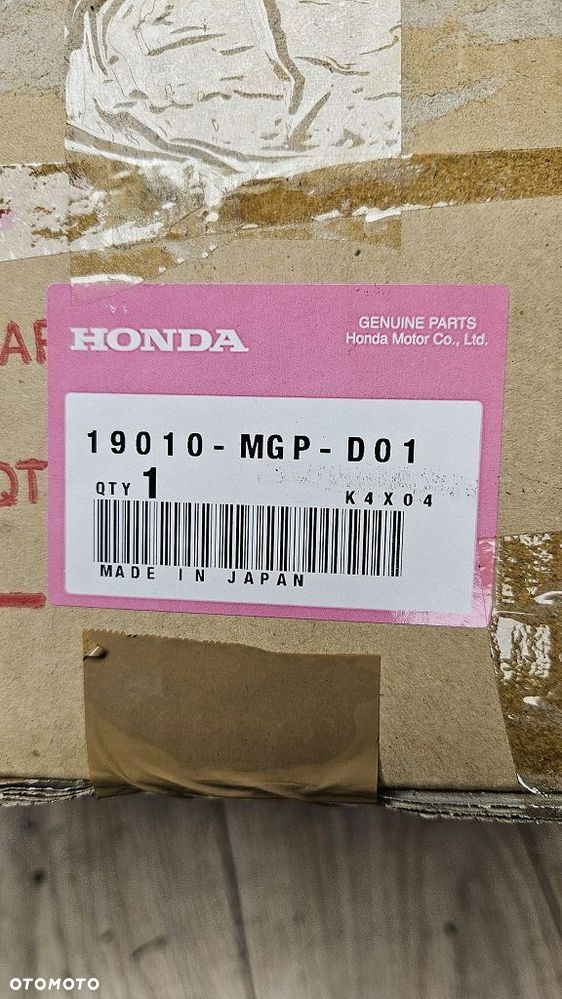 HONDA
GENUINE PARTS
Honda Motor Co., Ltd.
19010-MGP-D01
QTY 1
K4X04
MADE IN JAPAN
OTOMOTO